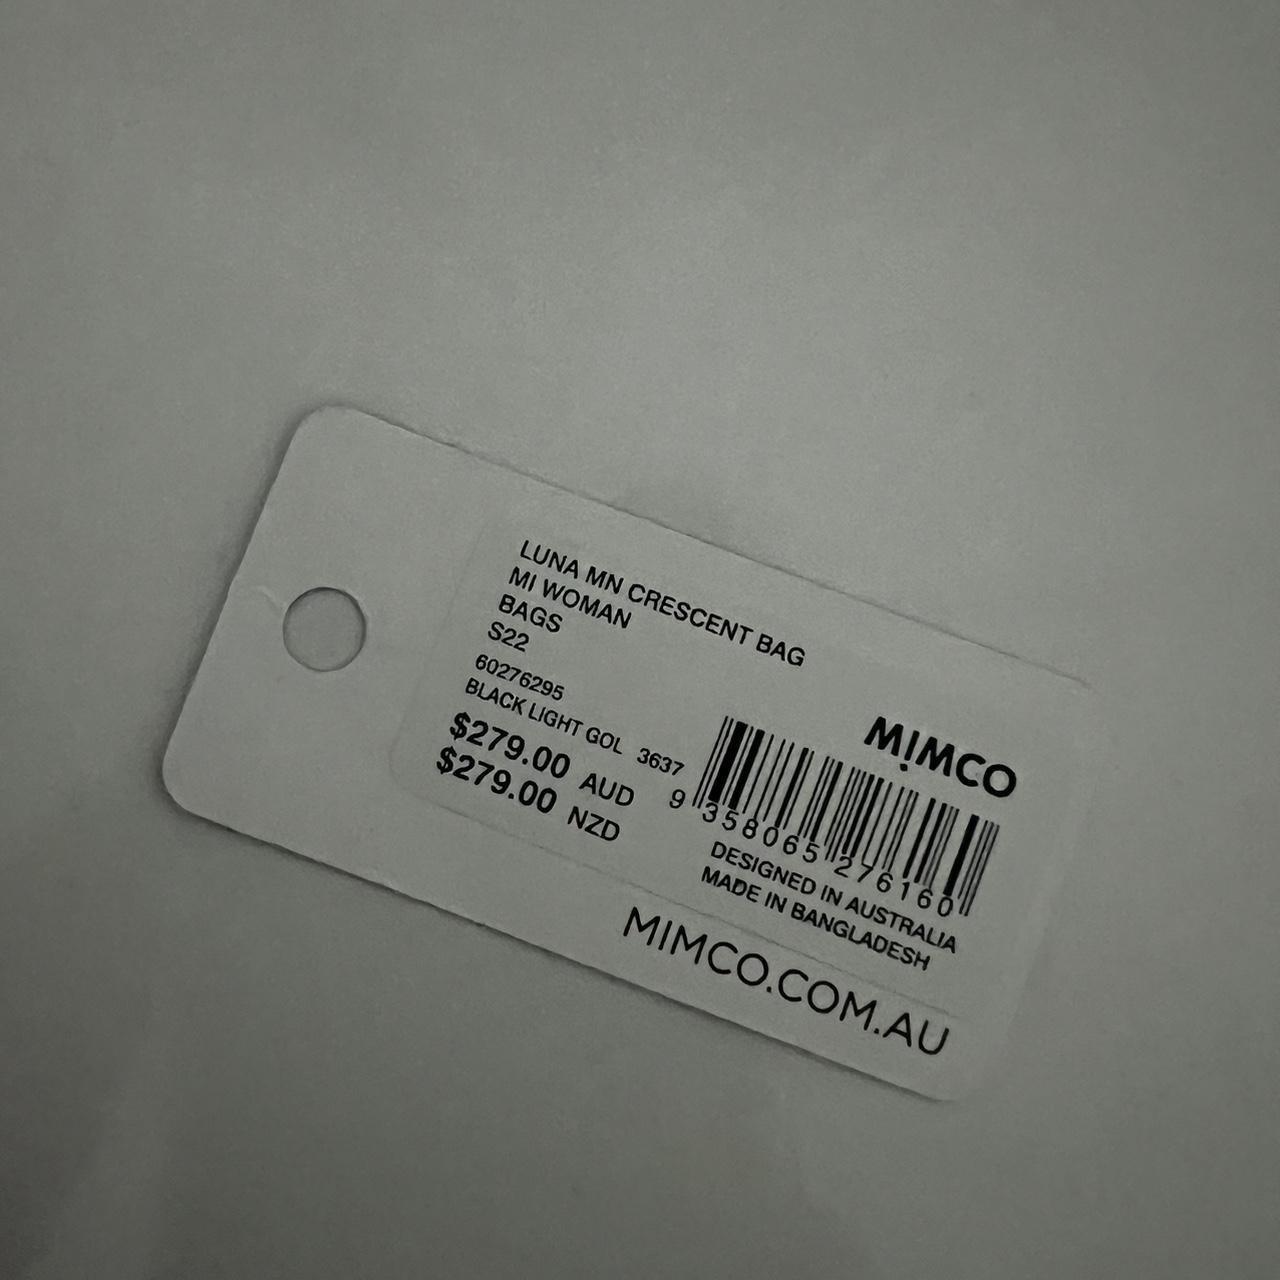 LUNA MN CRESCENT BAG
MI WOMAN
BAGS
S22
60276295
BLACK LIGHT GOL 3637
$279.00 AUD
$279.00 NZD
MIMCO
9 358065 276160
DESIGNED IN AUSTRALIA
MADE IN BANGLADESH
MIMCO.COM.AU